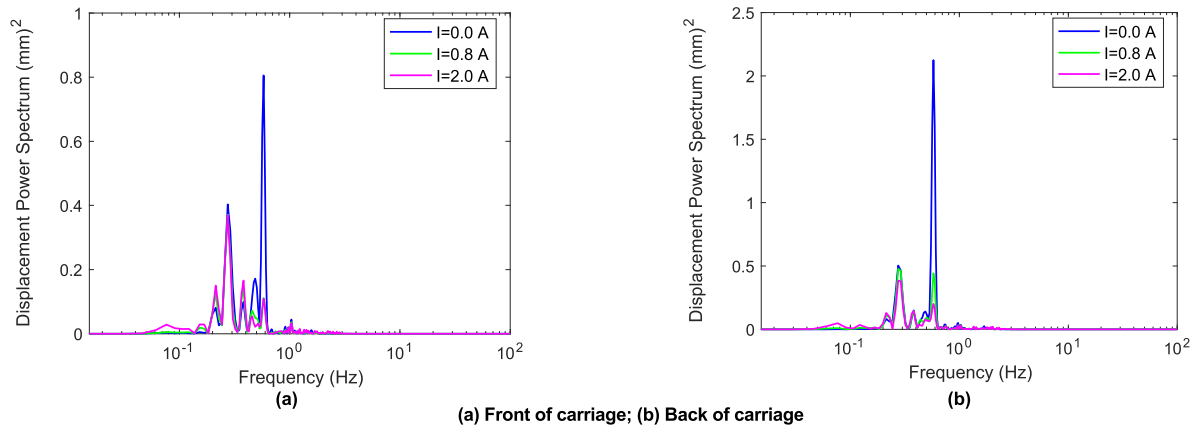 Displacement Power Spectrum (mm)²
1
0.8
0.6
0.4
0.2
0
10⁻¹
10⁰
10¹
10²
Frequency (Hz)
I=0.0 A
I=0.8 A
I=2.0 A
(a)
Displacement Power Spectrum (mm)²
2.5
2
1.5
1
0.5
0
10⁻¹
10⁰
10¹
10²
Frequency (Hz)
I=0.0 A
I=0.8 A
I=2.0 A
(b)
(a) Front of carriage; (b) Back of carriage